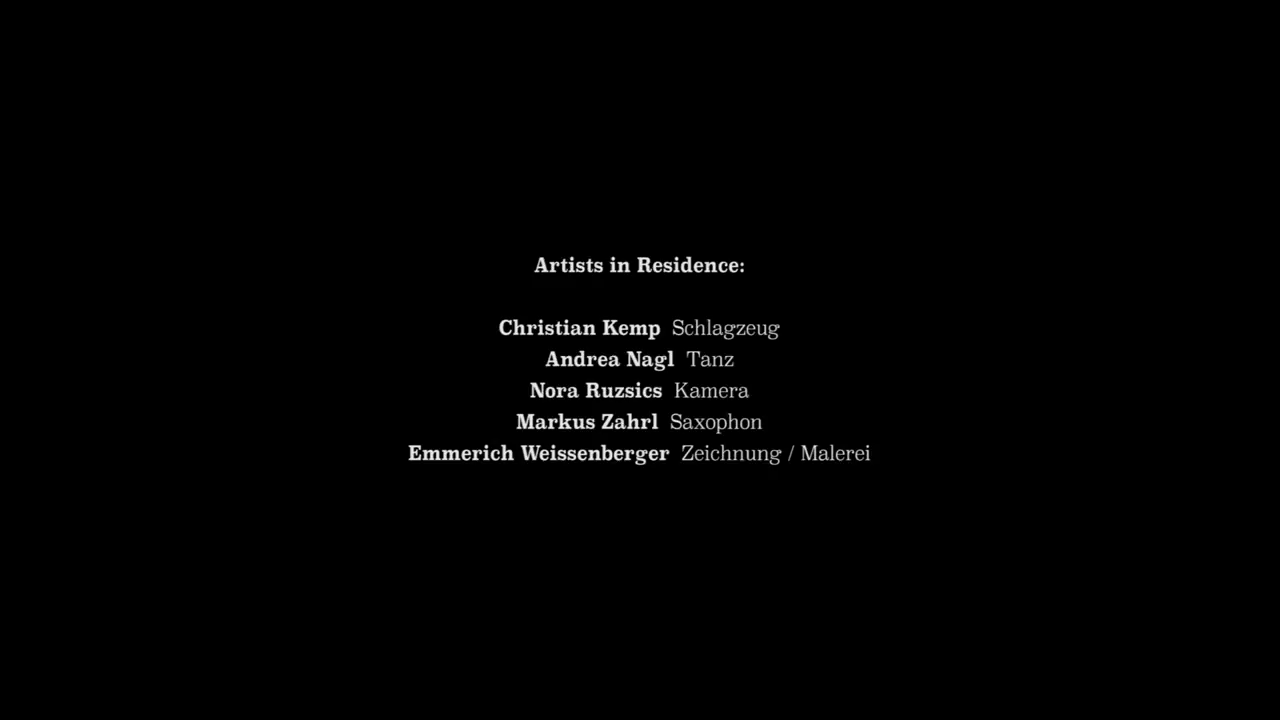 Artists in Residence:
Christian Kemp Schlagzeug
Andrea Nagl Tanz
Nora Ruzsics Kamera
Markus Zahrl Saxophon
Emmerich Weissenberger Zeichnung / Malerei